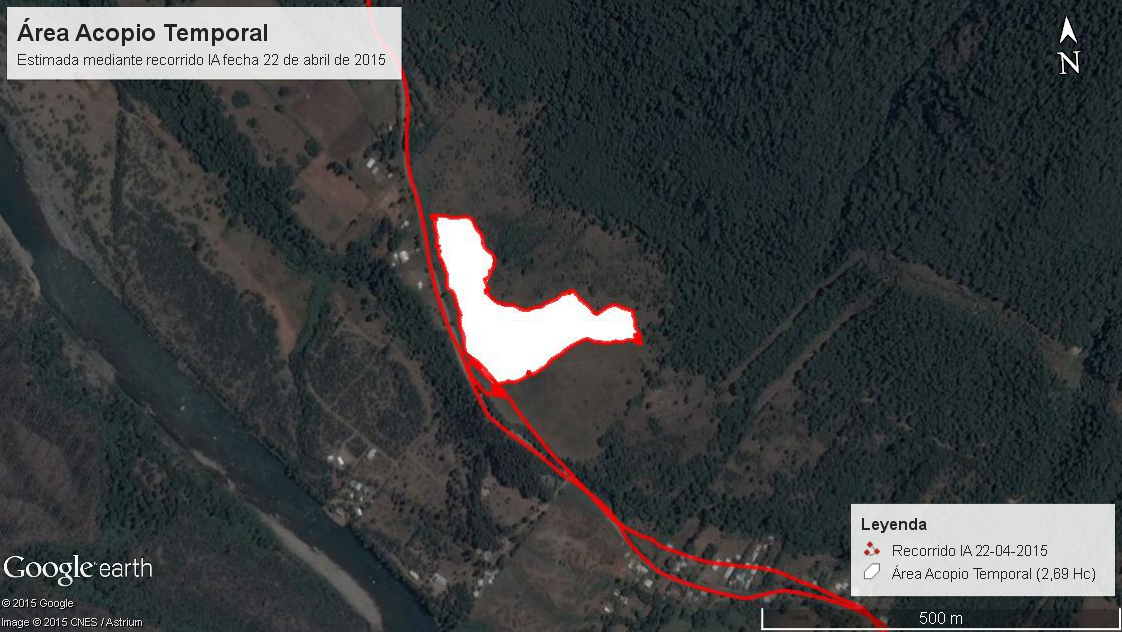 Área Acopio Temporal
Estimada mediante recorrido IA fecha 22 de abril de 2015
N
Leyenda
Recorrido IA 22-04-2015
Área Acopio Temporal (2,69 Hc)
Google earth
© 2015 Google
Image © 2015 CNES / Astrium
500 m